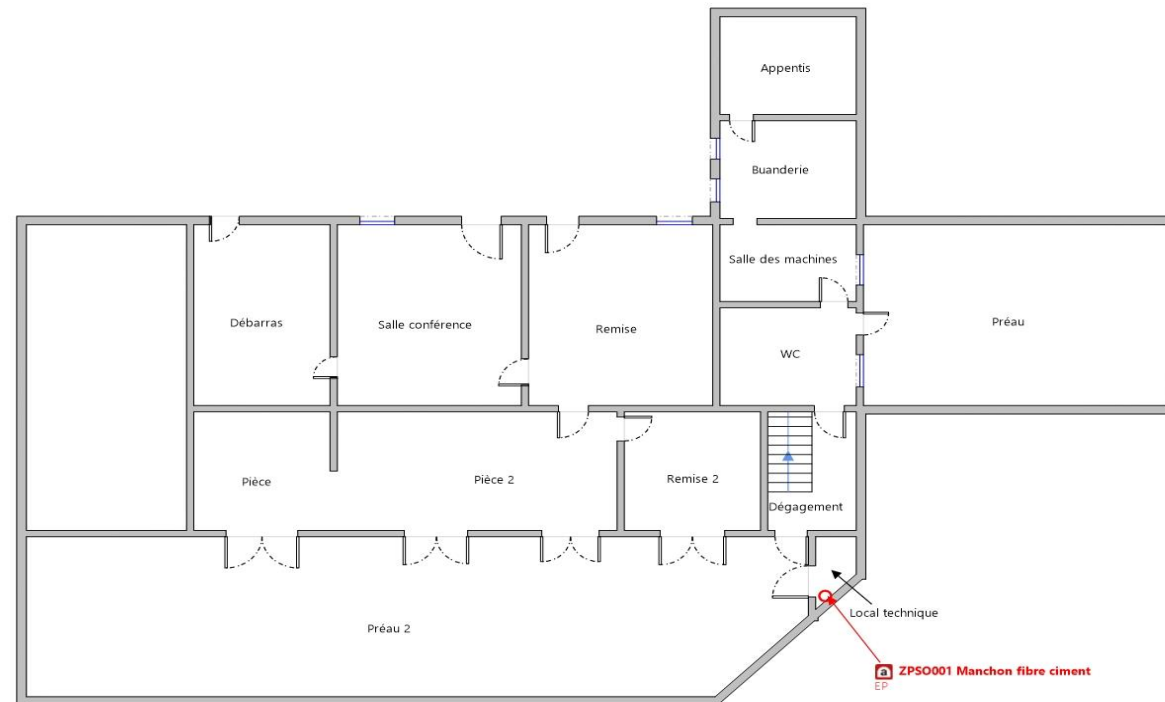 Appentis
Buanderie
Salle des machines
Débarras
Salle conférence
Remise
Préau
WC
Pièce
Pièce 2
Remise 2
Dégagement
Local technique
Préau 2
a ZPSO001 Manchon fibre ciment
EP